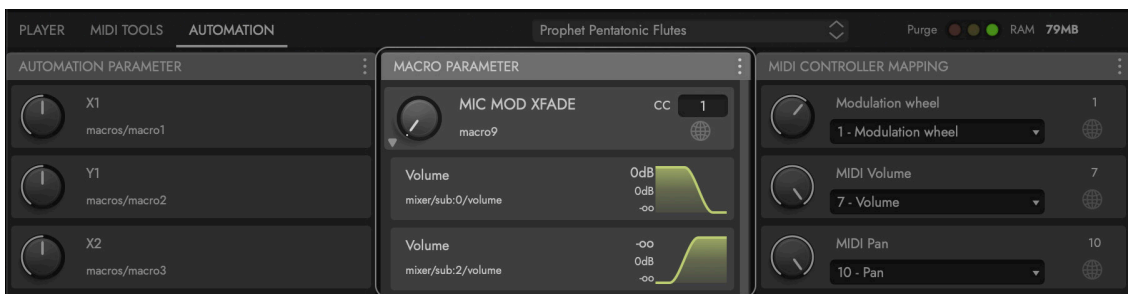 PLAYER MIDI TOOLS AUTOMATION Prophet Pentatonic Flutes Purge RAM 79MB
AUTOMATION PARAMETER
X1
macros/macro1
Y1
macros/macro2
X2
macros/macro3
MACRO PARAMETER
MIC MOD XFADE CC 1
macro9
Volume 0dB
mixer/sub:0/volume 0dB
-oo
Volume -oo
mixer/sub:2/volume 0dB
-oo
MIDI CONTROLLER MAPPING
Modulation wheel 1
1 - Modulation wheel
MIDI Volume 7
7 - Volume
MIDI Pan 10
10 - Pan